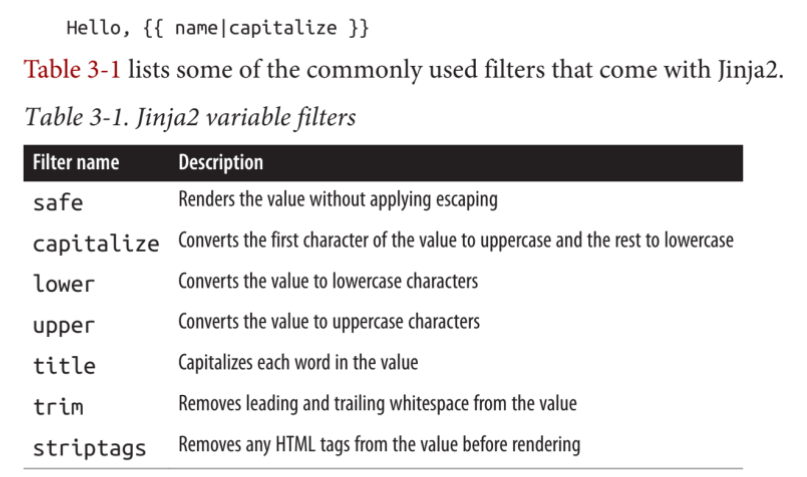 Hello, {{ name|capitalize }}
Table 3-1 lists some of the commonly used filters that come with Jinja2.
Table 3-1. Jinja2 variable filters
Filter name Description
safe Renders the value without applying escaping
capitalize Converts the first character of the value to uppercase and the rest to lowercase
lower Converts the value to lowercase characters
upper Converts the value to uppercase characters
title Capitalizes each word in the value
trim Removes leading and trailing whitespace from the value
striptags Removes any HTML tags from the value before rendering